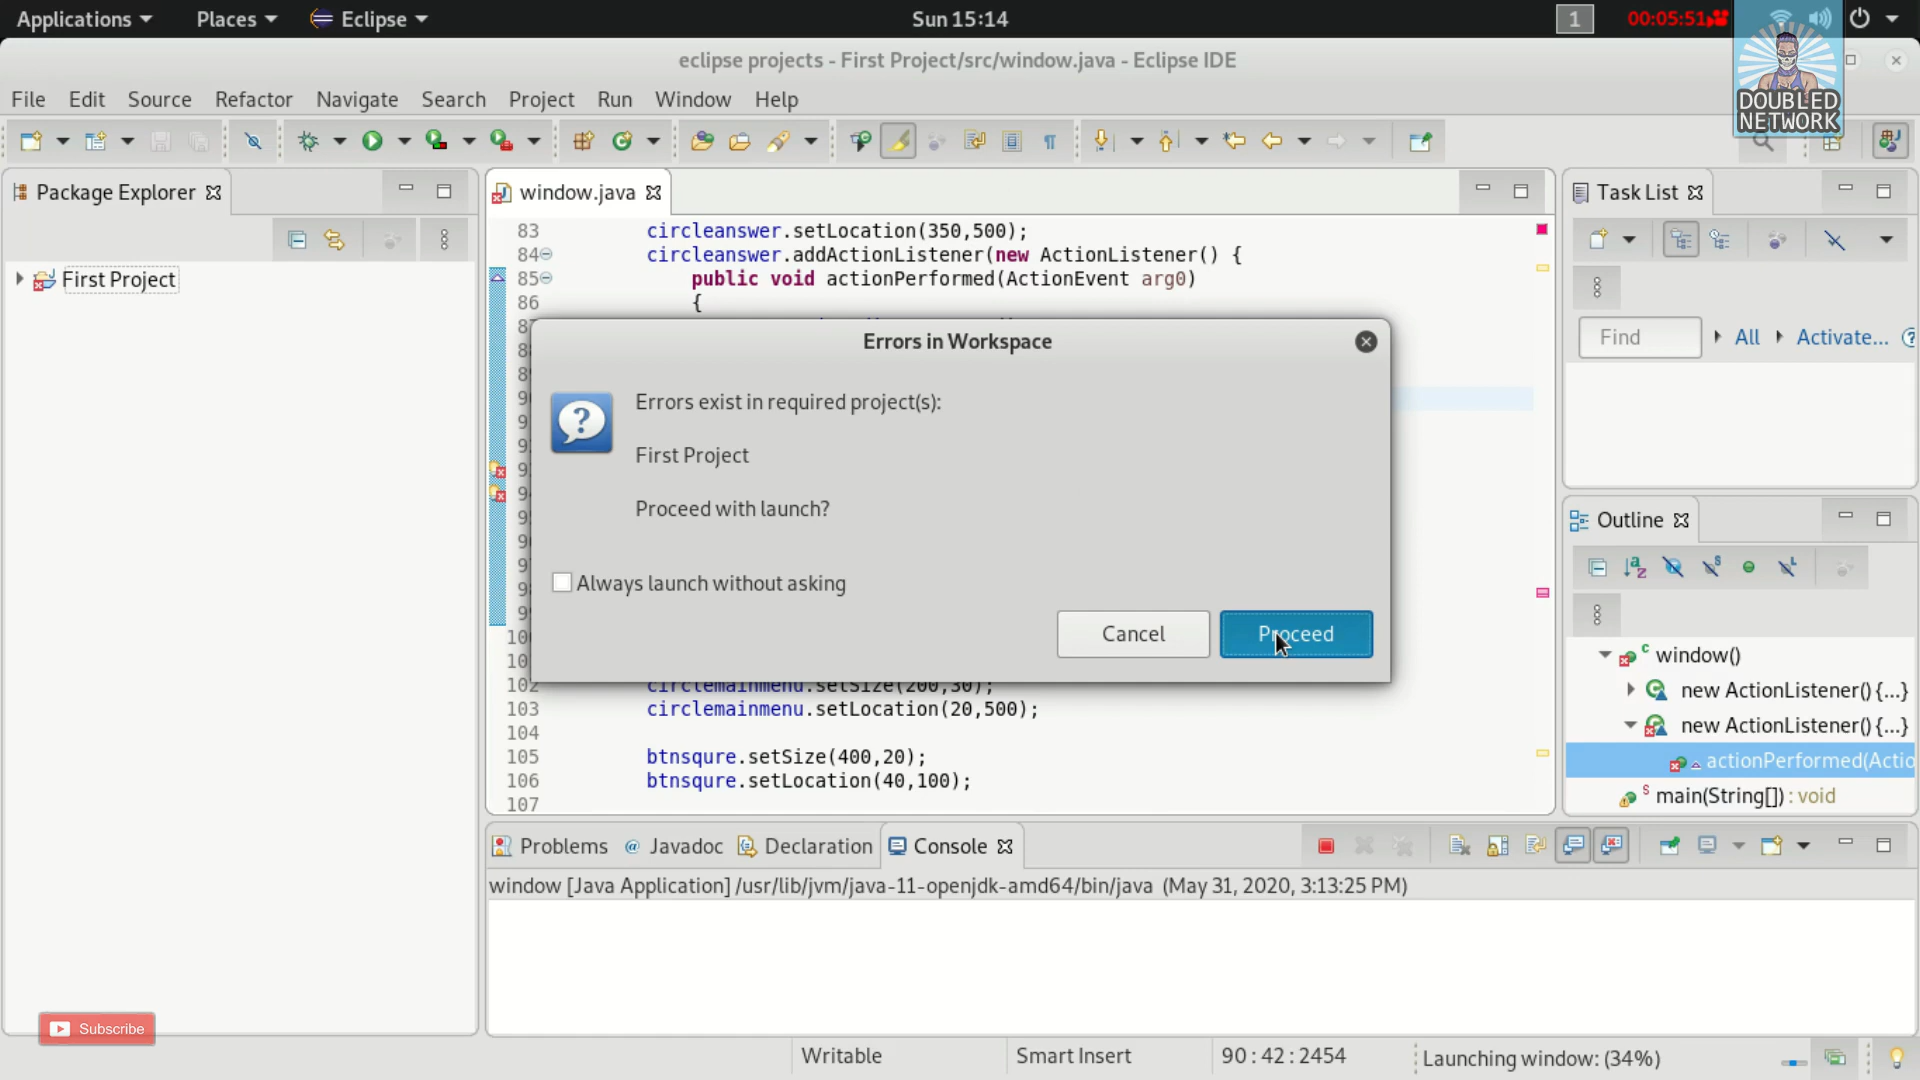 Applications Places Eclipse Sun 15:14 1 00:05:51
eclipse projects - First Project/src/window.java - Eclipse IDE
DOUBLED
NETWORK
File Edit Source Refactor Navigate Search Project Run Window Help
Package Explorer
First Project
window.java
83 circleanswer.setLocation(350,500);
84 circleanswer.addActionListener(new ActionListener() {
85 public void actionPerformed(ActionEvent arg0)
86 {
Errors in Workspace
Errors exist in required project(s):
First Project
Proceed with launch?
Always launch without asking
Cancel Proceed
102 circlemainmenu.setSize(200,30);
103 circlemainmenu.setLocation(20,500);
104
105 btnsqure.setSize(400,20);
106 btnsqure.setLocation(40,100);
107
Task List
Find All Activate...
Outline
window()
new ActionListener() {...}
new ActionListener() {...}
actionPerformed(Actio
main(String[]) : void
Problems @ Javadoc Declaration Console
window [Java Application] /usr/lib/jvm/java-11-openjdk-amd64/bin/java (May 31, 2020, 3:13:25 PM)
Subscribe
Writable Smart Insert 90 : 42 : 2454 Launching window: (34%)